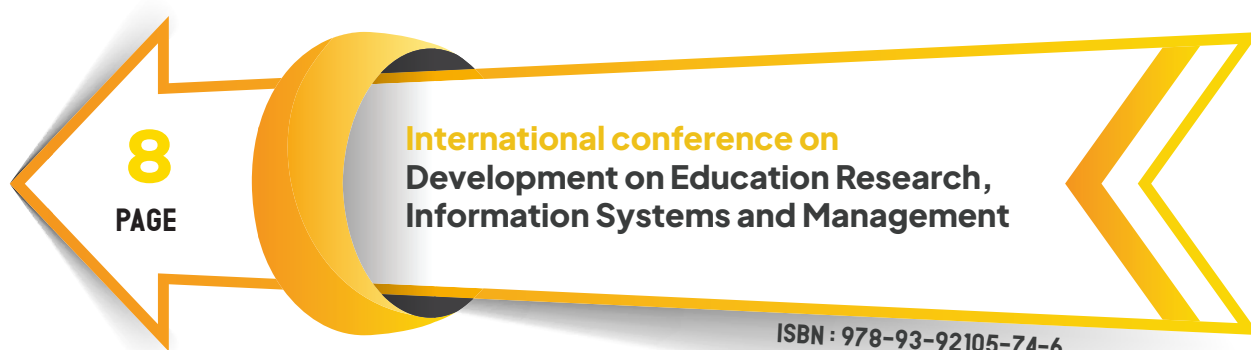 8
PAGE
International conference on
Development on Education Research,
Information Systems and Management
ISBN : 978-93-92105-74-6